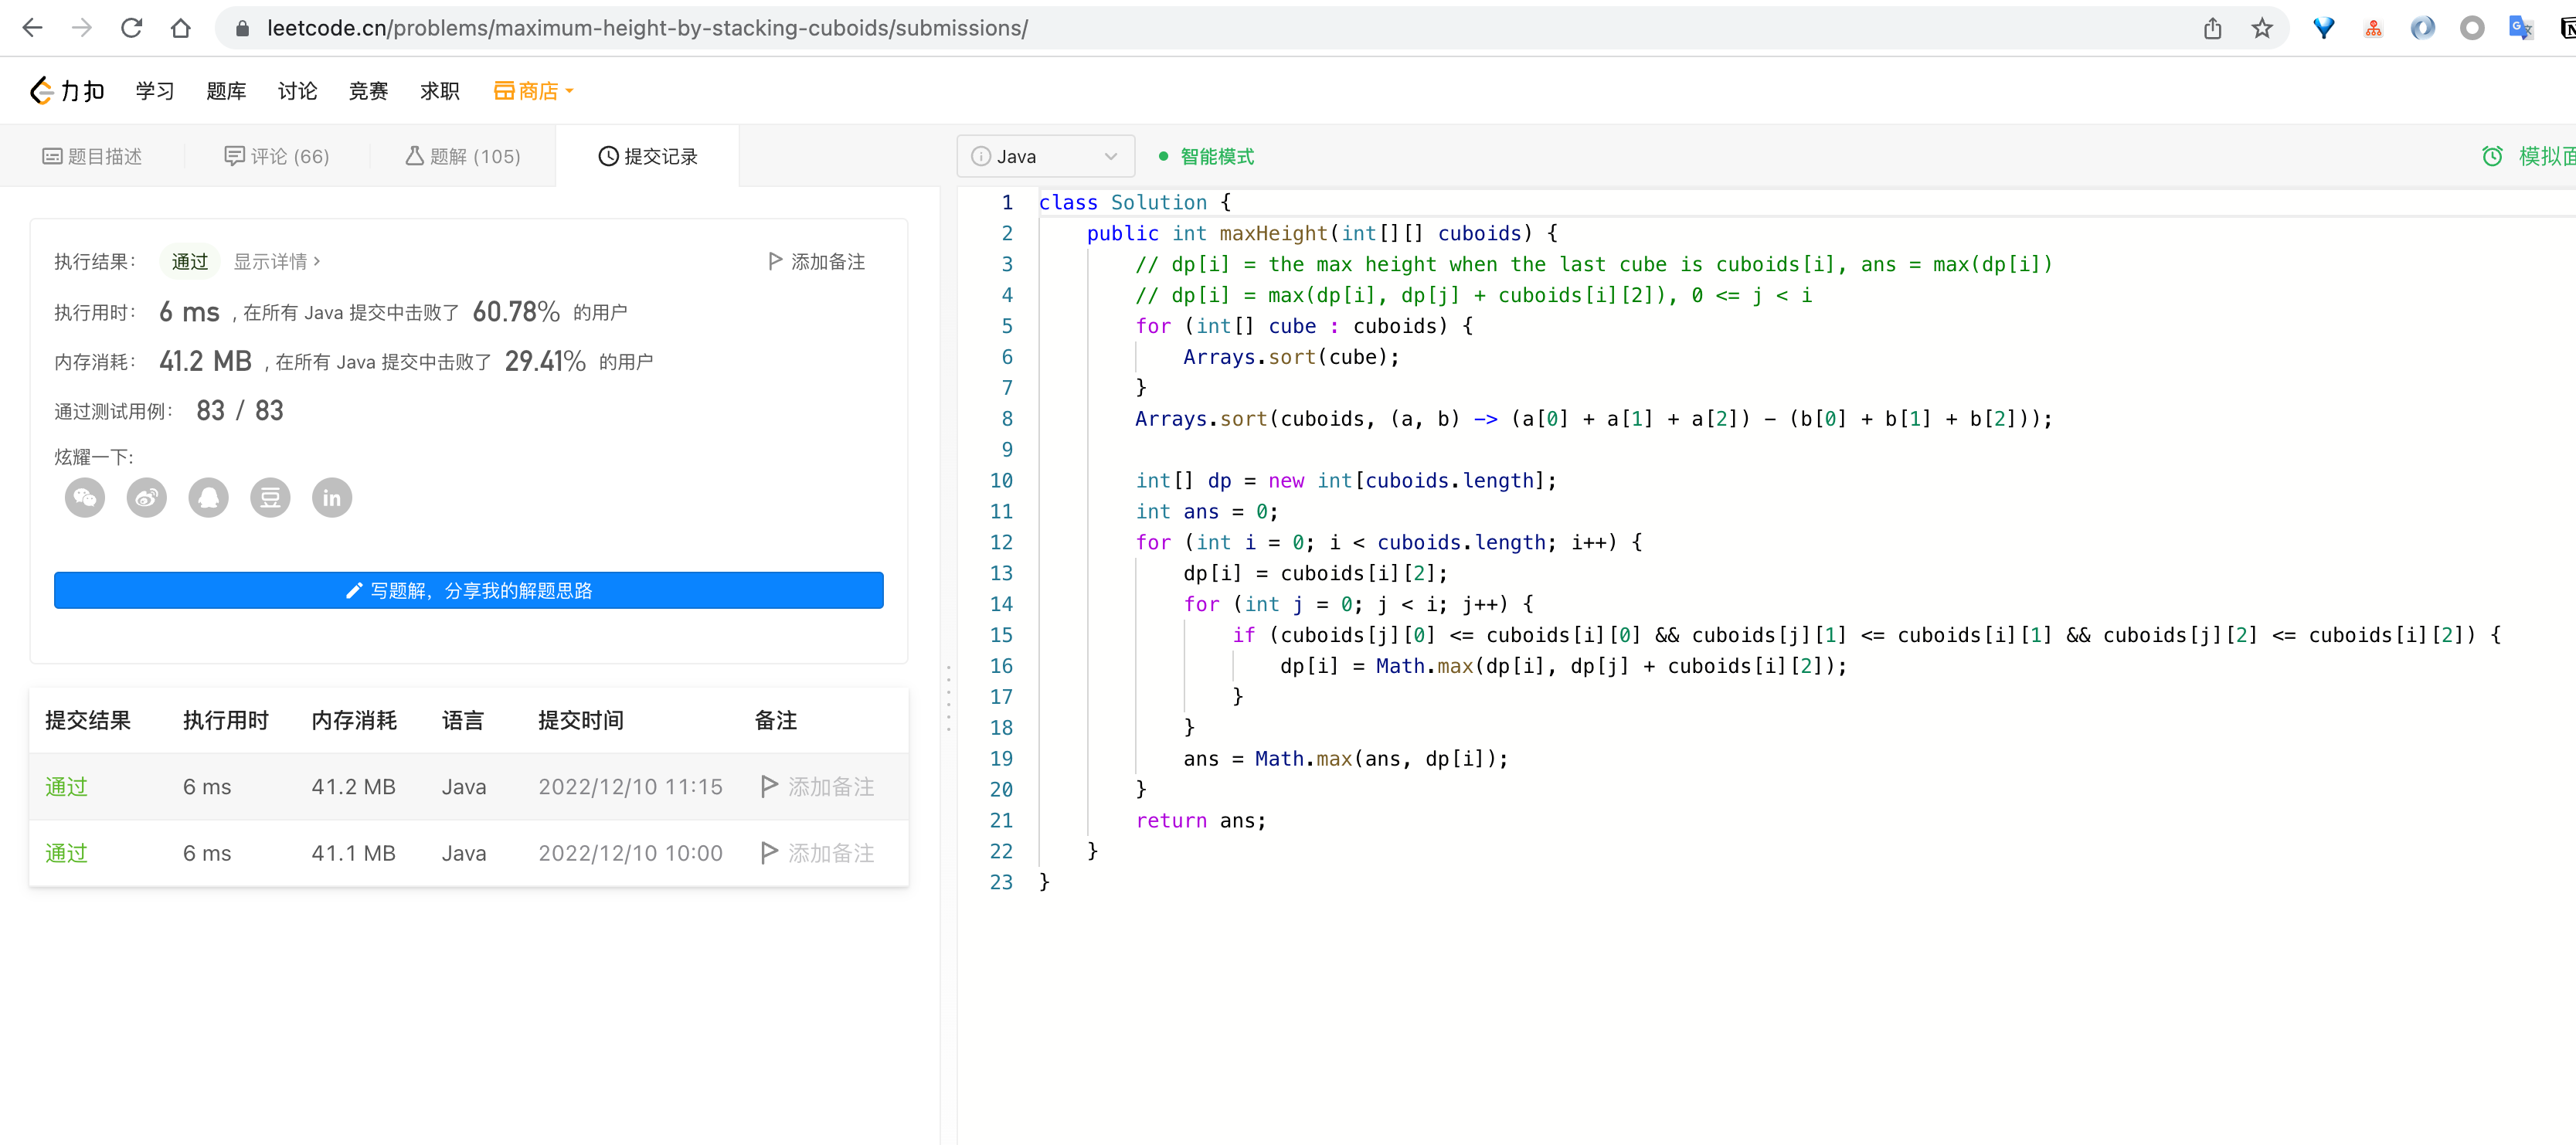 leetcode.cn/problems/maximum-height-by-stacking-cuboids/submissions/
力扣 学习 题库 讨论 竞赛 求职 商店
题目描述 评论 (66) 题解 (105) 提交记录
执行结果： 通过 显示详情 > 添加备注
执行用时： 6 ms , 在所有 Java 提交中击败了 60.78% 的用户
内存消耗： 41.2 MB , 在所有 Java 提交中击败了 29.41% 的用户
通过测试用例： 83 / 83
炫耀一下:
豆 in
写题解，分享我的解题思路
提交结果 执行用时 内存消耗 语言 提交时间 备注
通过 6 ms 41.2 MB Java 2022/12/10 11:15 添加备注
通过 6 ms 41.1 MB Java 2022/12/10 10:00 添加备注
Java 智能模式 模拟面
1 class Solution {
2 public int maxHeight(int[][] cuboids) {
3 // dp[i] = the max height when the last cube is cuboids[i], ans = max(dp[i])
4 // dp[i] = max(dp[i], dp[j] + cuboids[i][2]), 0 <= j < i
5 for (int[] cube : cuboids) {
6 Arrays.sort(cube);
7 }
8 Arrays.sort(cuboids, (a, b) -> (a[0] + a[1] + a[2]) - (b[0] + b[1] + b[2]));
9
10 int[] dp = new int[cuboids.length];
11 int ans = 0;
12 for (int i = 0; i < cuboids.length; i++) {
13 dp[i] = cuboids[i][2];
14 for (int j = 0; j < i; j++) {
15 if (cuboids[j][0] <= cuboids[i][0] && cuboids[j][1] <= cuboids[i][1] && cuboids[j][2] <= cuboids[i][2]) {
16 dp[i] = Math.max(dp[i], dp[j] + cuboids[i][2]);
17 }
18 }
19 ans = Math.max(ans, dp[i]);
20 }
21 return ans;
22 }
23 }